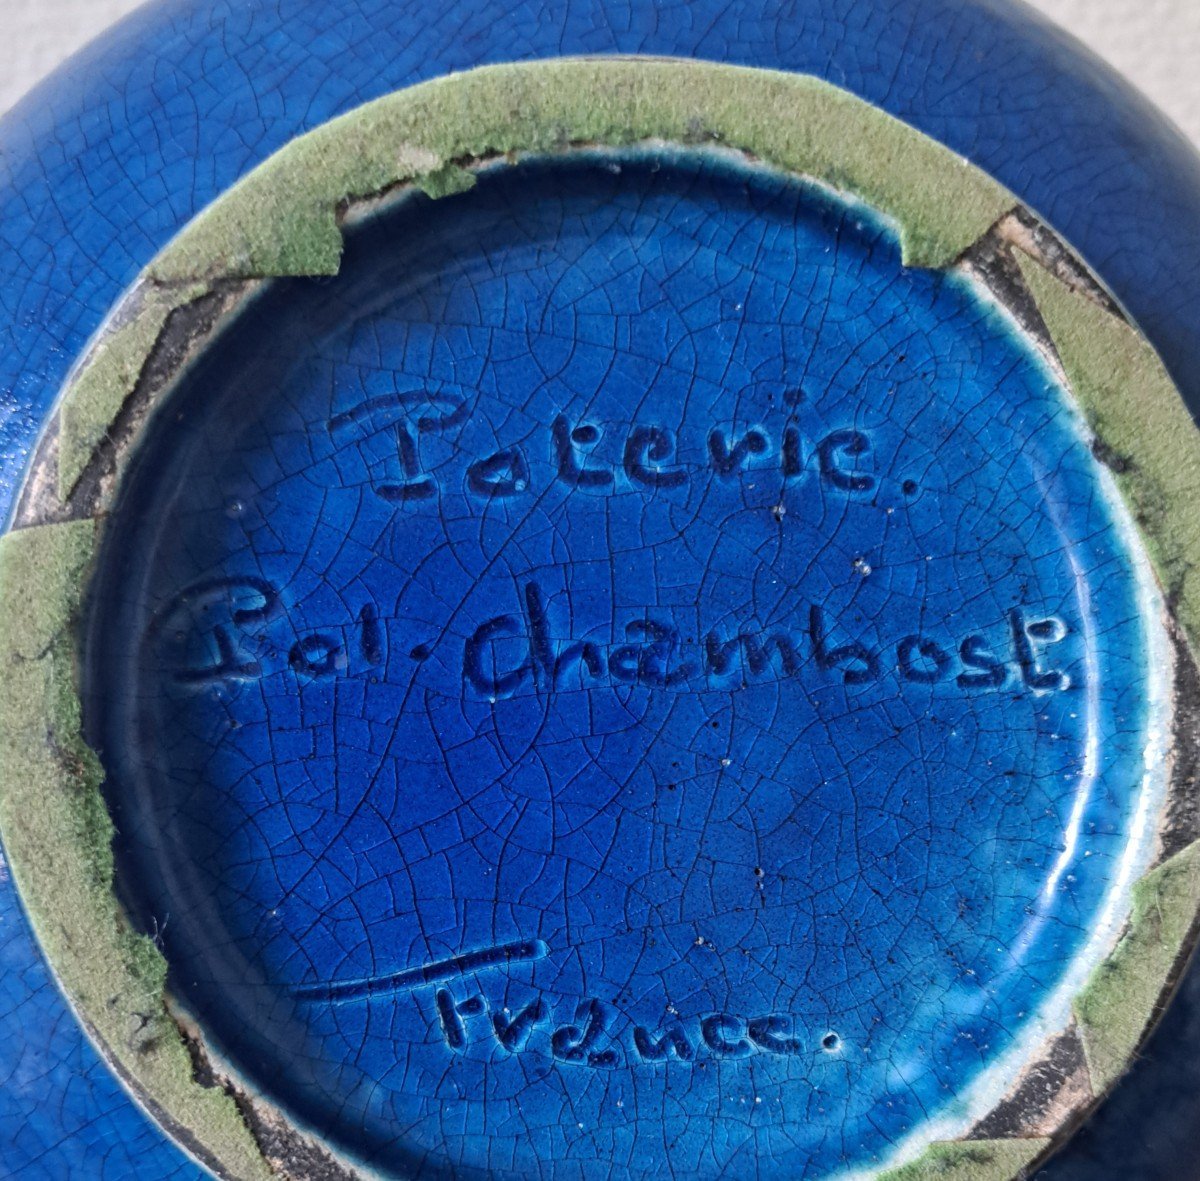 Poterie.
Pol. Chambost
France.